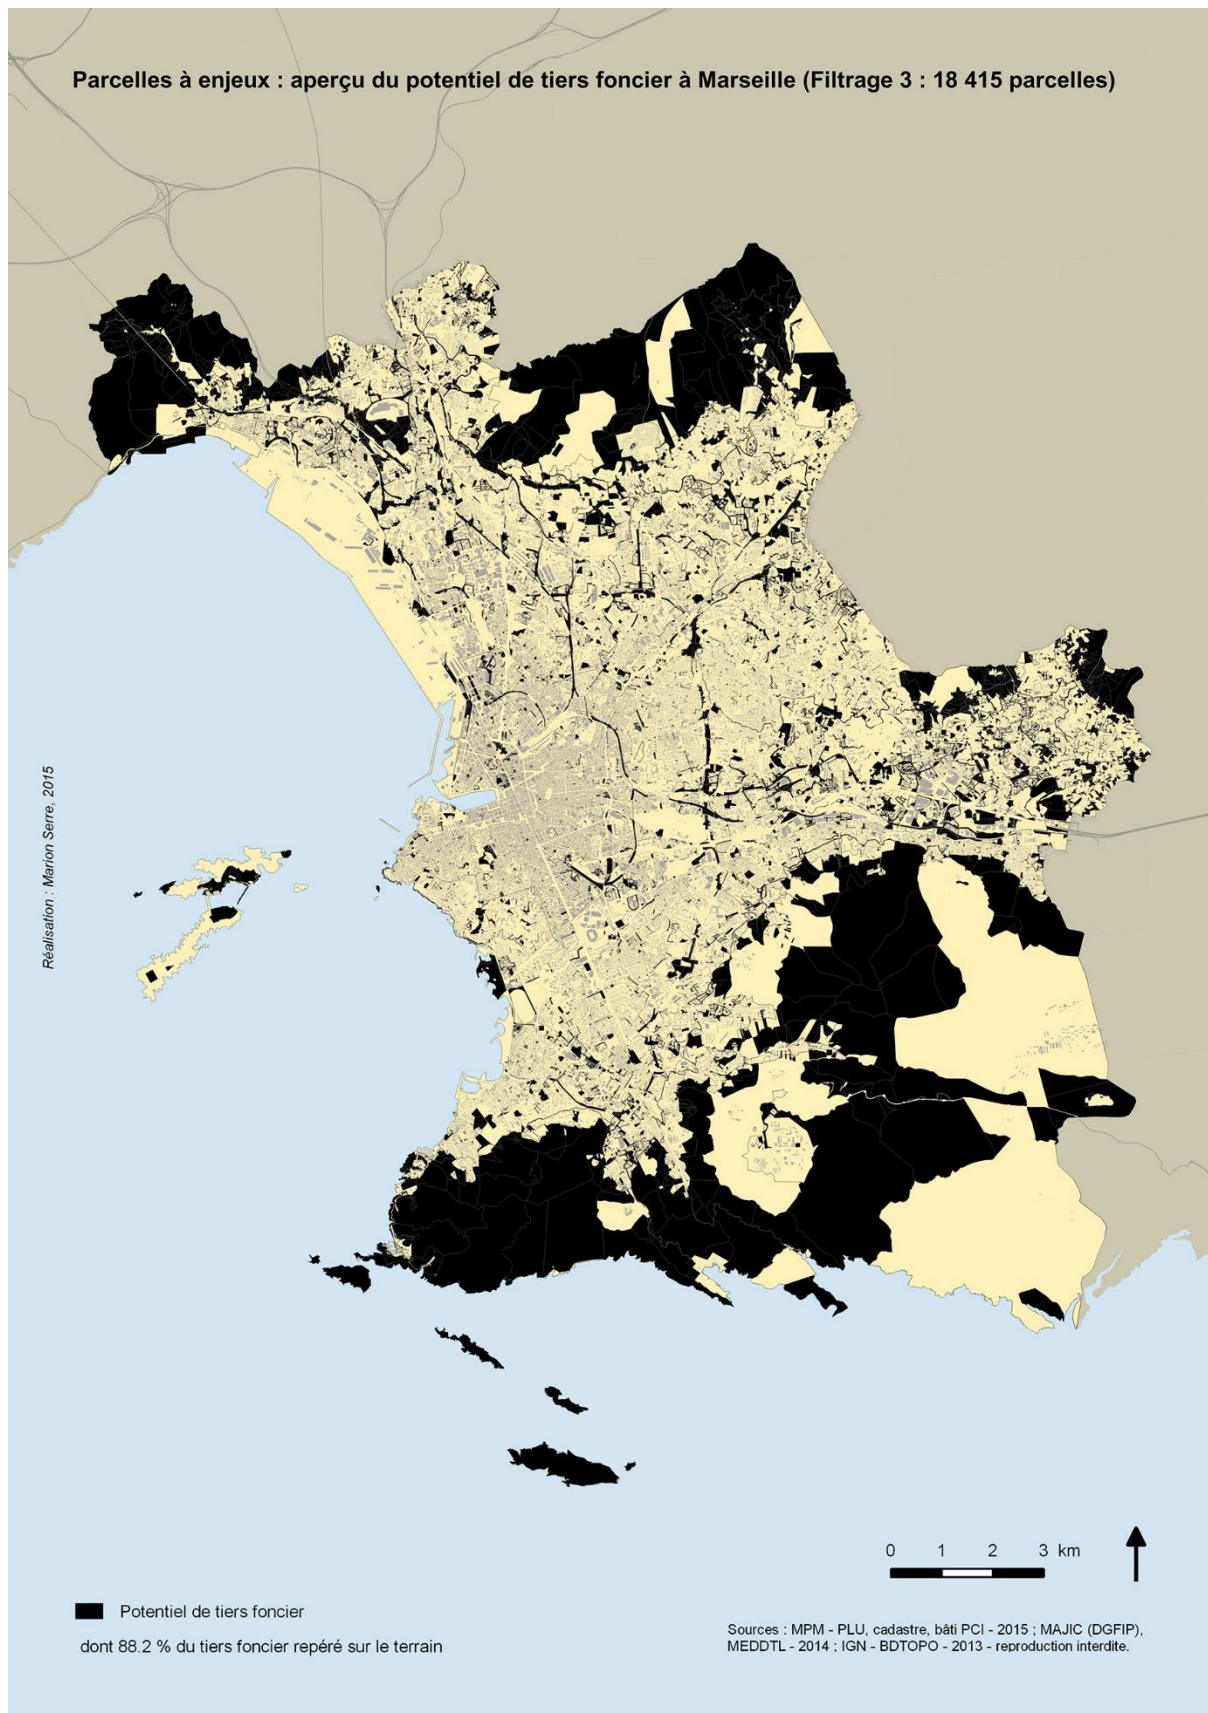 Parcelles à enjeux : aperçu du potentiel de tiers foncier à Marseille (Filtrage 3 : 18 415 parcelles)
Réalisation : Marion Serre, 2015
0 1 2 3 km
Potentiel de tiers foncier
dont 88.2 % du tiers foncier repéré sur le terrain
Sources : MPM - PLU, cadastre, bâti PCI - 2015 ; MAJIC (DGFIP),
MEDDTL - 2014 ; IGN - BDTOPO - 2013 - reproduction interdite.